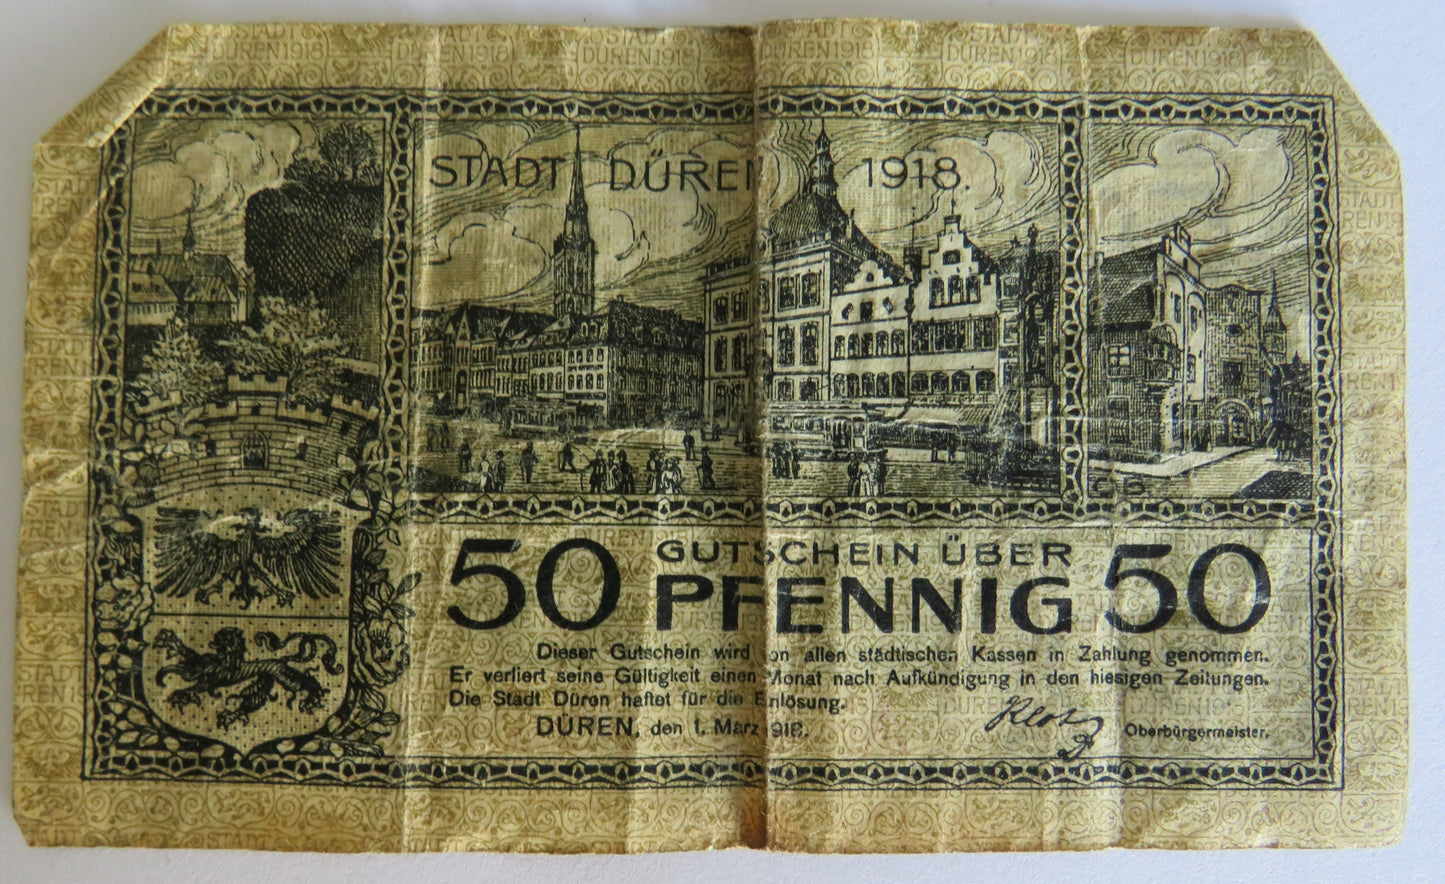 STADT DÜREN 1918.
C B
GUTSCHEIN ÜBER
50 PFENNIG 50
Dieser Gutschein wird von allen städtischen Kassen in Zahlung genommen.
Er verliert seine Gültigkeit einen Monat nach Aufkündigung in den hiesigen Zeitungen.
Die Stadt Düren haftet für die Einlösung.
DÜREN, den 1. März 1918.
Oberbürgermeister.